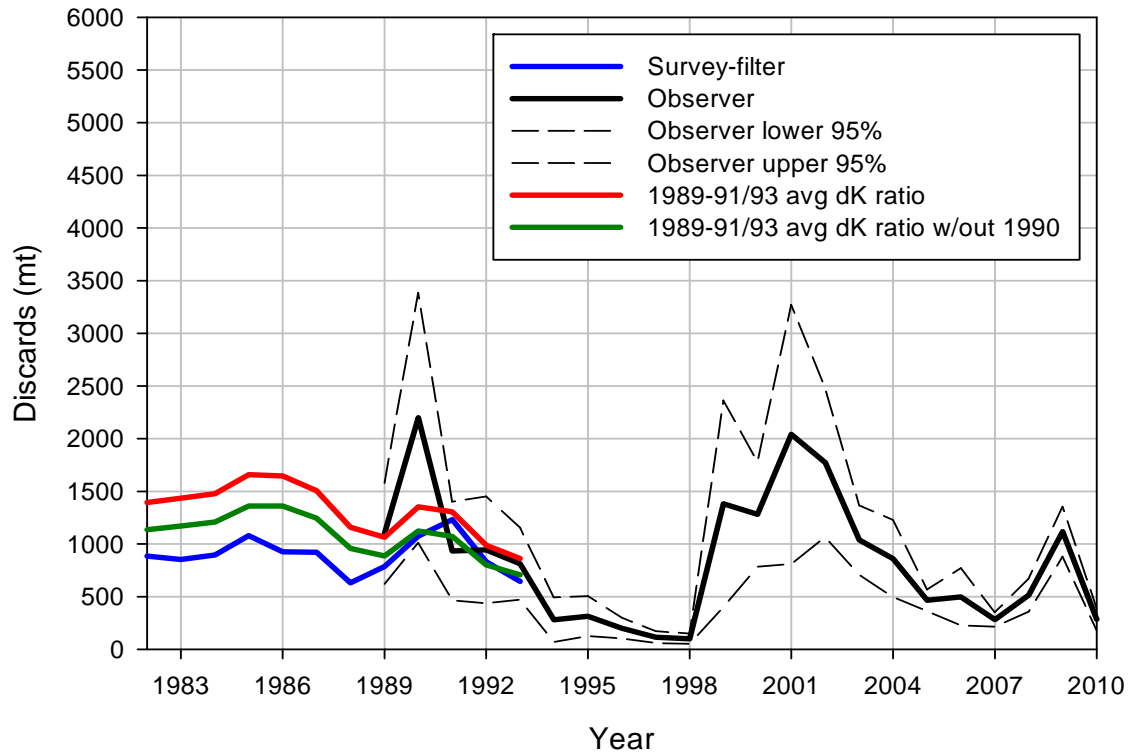 6000
5500
5000
4500
4000
3500
3000
2500
2000
1500
1000
500
0
Discards (mt)
Survey-filter
Observer
Observer lower 95%
Observer upper 95%
1989-91/93 avg dK ratio
1989-91/93 avg dK ratio w/out 1990
1983 1986 1989 1992 1995 1998 2001 2004 2007 2010
Year